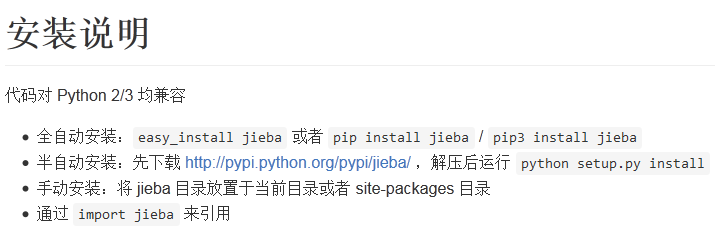 安装说明
代码对 Python 2/3 均兼容
全自动安装：easy_install jieba 或者 pip install jieba / pip3 install jieba
半自动安装：先下载 http://pypi.python.org/pypi/jieba/ ，解压后运行 python setup.py install
手动安装：将 jieba 目录放置于当前目录或者 site-packages 目录
通过 import jieba 来引用